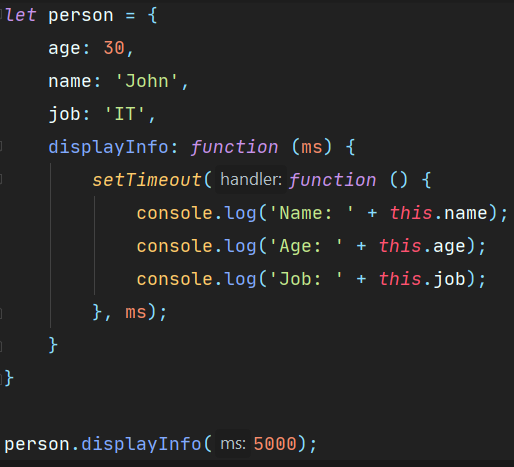 let person = {
    age: 30,
    name: 'John',
    job: 'IT',
    displayInfo: function (ms) {
        setTimeout( handler: function () {
            console.log('Name: ' + this.name);
            console.log('Age: ' + this.age);
            console.log('Job: ' + this.job);
        }, ms);
    }
}
person.displayInfo( ms: 5000);